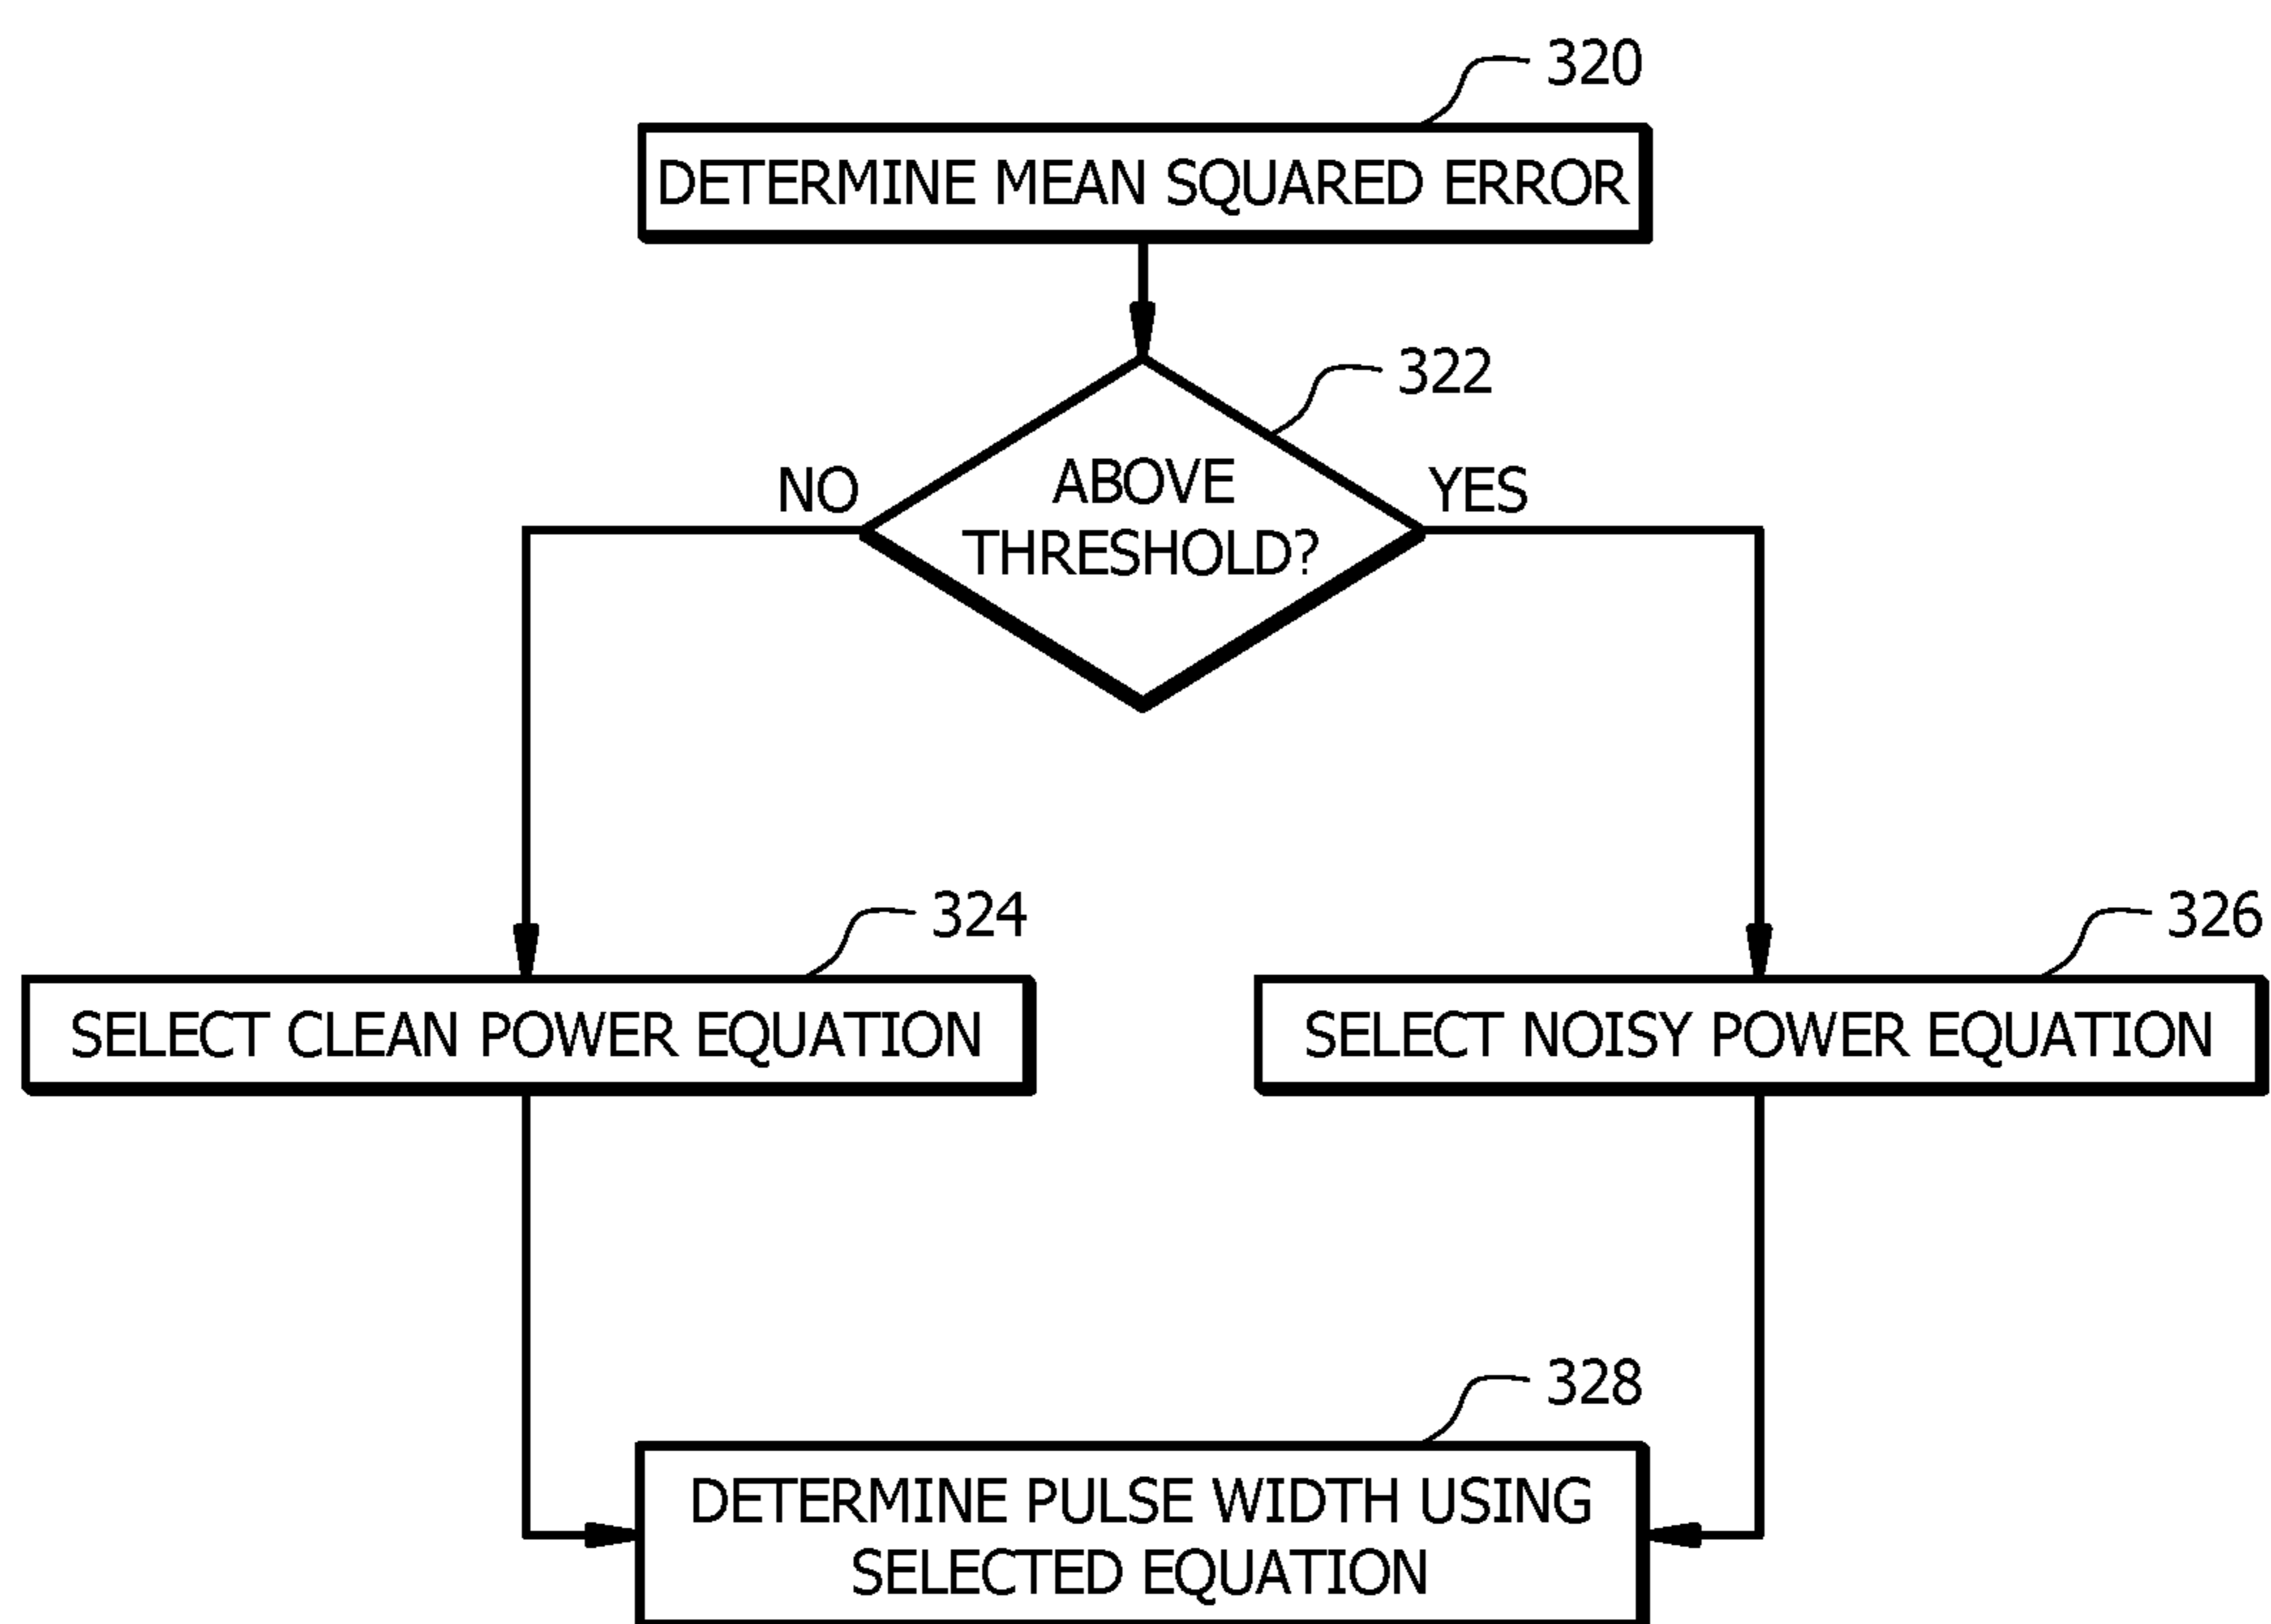 320
DETERMINE MEAN SQUARED ERROR
322
NO
ABOVE
THRESHOLD?
YES
324
326
SELECT CLEAN POWER EQUATION
SELECT NOISY POWER EQUATION
328
DETERMINE PULSE WIDTH USING
SELECTED EQUATION